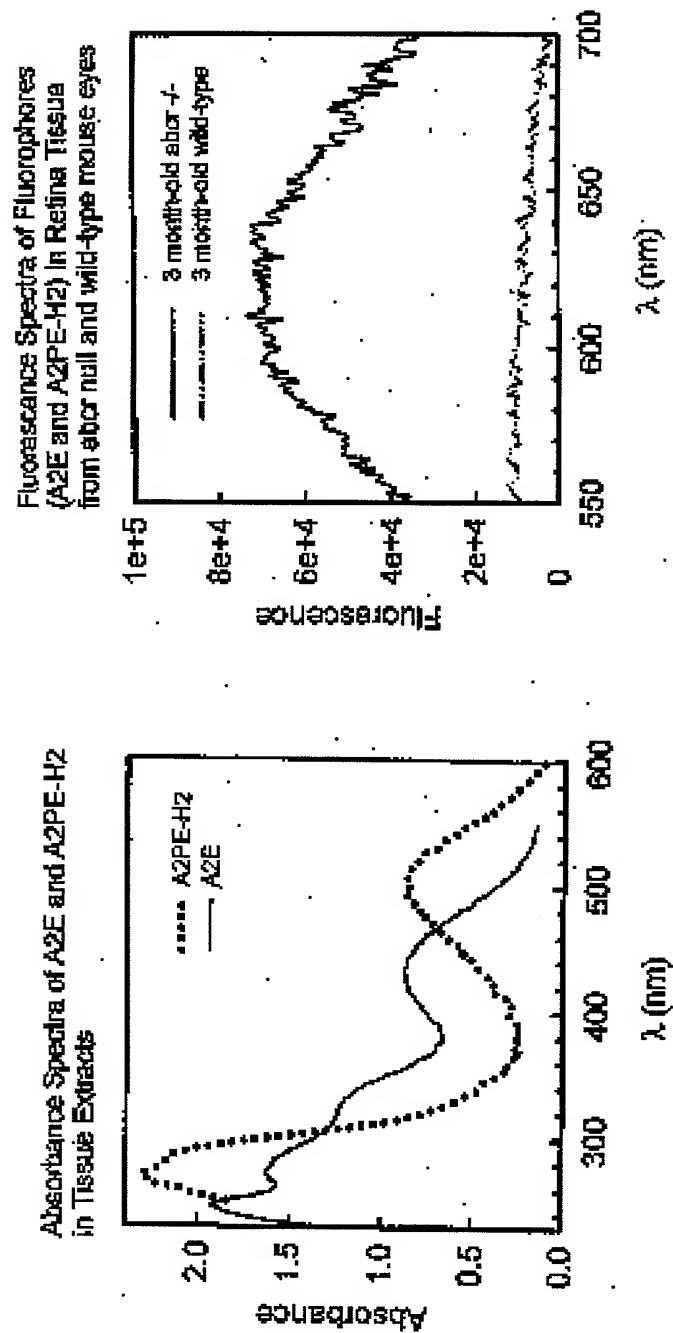 Absorbance Spectra of A2E and A2PE-H2
in Tissue Extracts
A2PE-H2
A2E
Absorbance
2.0
1.5
1.0
0.5
0.0
300
400
500
600
λ (nm)
Fluorescance Spectra of Fluorophores
(A2E and A2PE-H2) In Retina Tissue
from abcr null and wild-type mouse eyes
3 month-old abcr -/-
3 month-old wild-type
Fluorescence
1e+5
8e+4
6e+4
4e+4
2e+4
0
550
600
650
700
λ (nm)